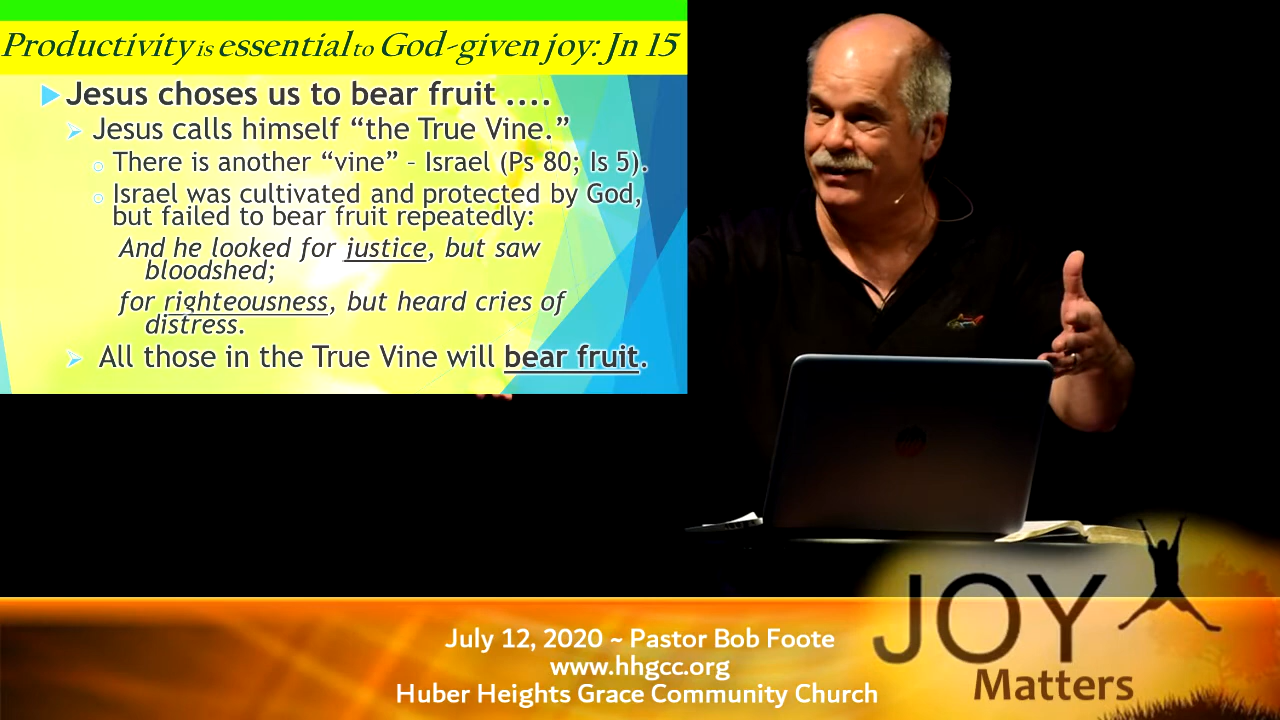 Productivity is essential to God-given joy: Jn 15
Jesus choses us to bear fruit ....
Jesus calls himself “the True Vine.”
There is another “vine” – Israel (Ps 80; Is 5).
Israel was cultivated and protected by God,
but failed to bear fruit repeatedly:
And he looked for justice, but saw
bloodshed;
for righteousness, but heard cries of
distress.
All those in the True Vine will bear fruit.
JOY
Matters
July 12, 2020 ~ Pastor Bob Foote
www.hhgcc.org
Huber Heights Grace Community Church